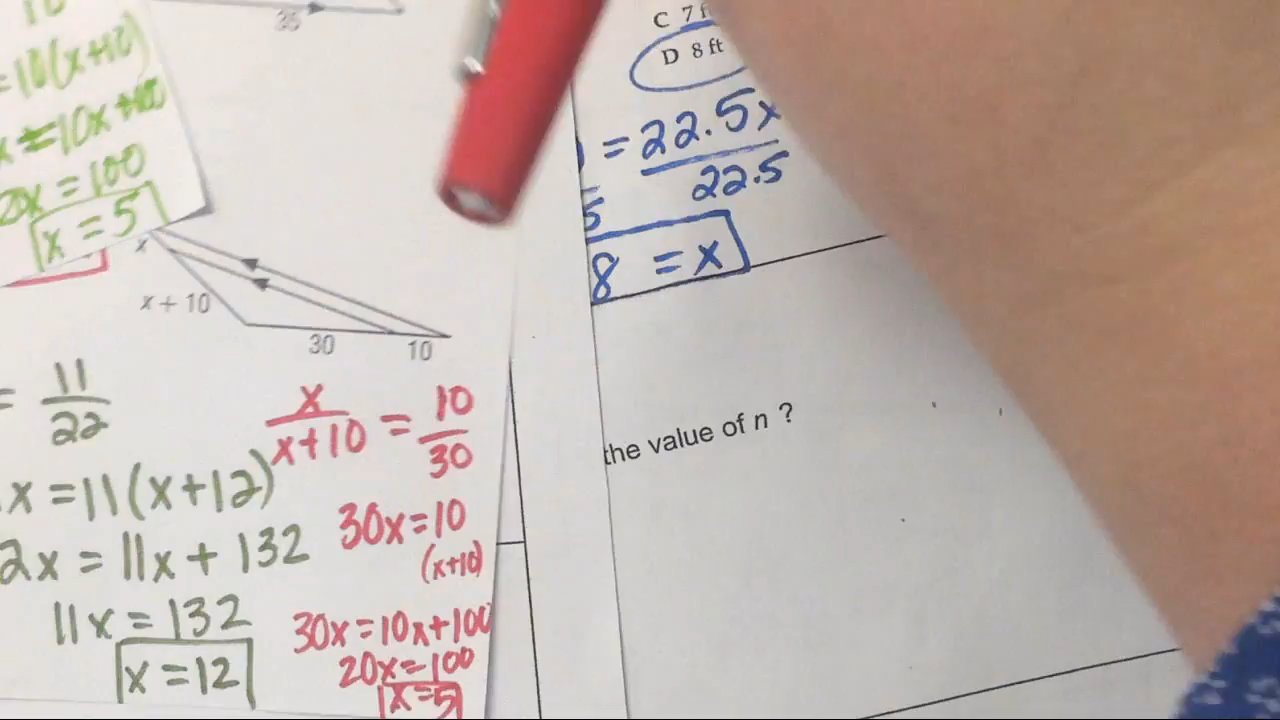 35
=10(x+10)
=10x+100
20x=100
x=5
x
x + 10
30
10
= 11/22
x=11(x+12)
2x = 11x + 132
11x = 132
x=12
x/x+10 = 10/30
30x=10
(x+10)
30x=10x+100
20x=100
x=5
C 7 f
D 8 ft
= 22.5x
22.5
8 = x
the value of n ?